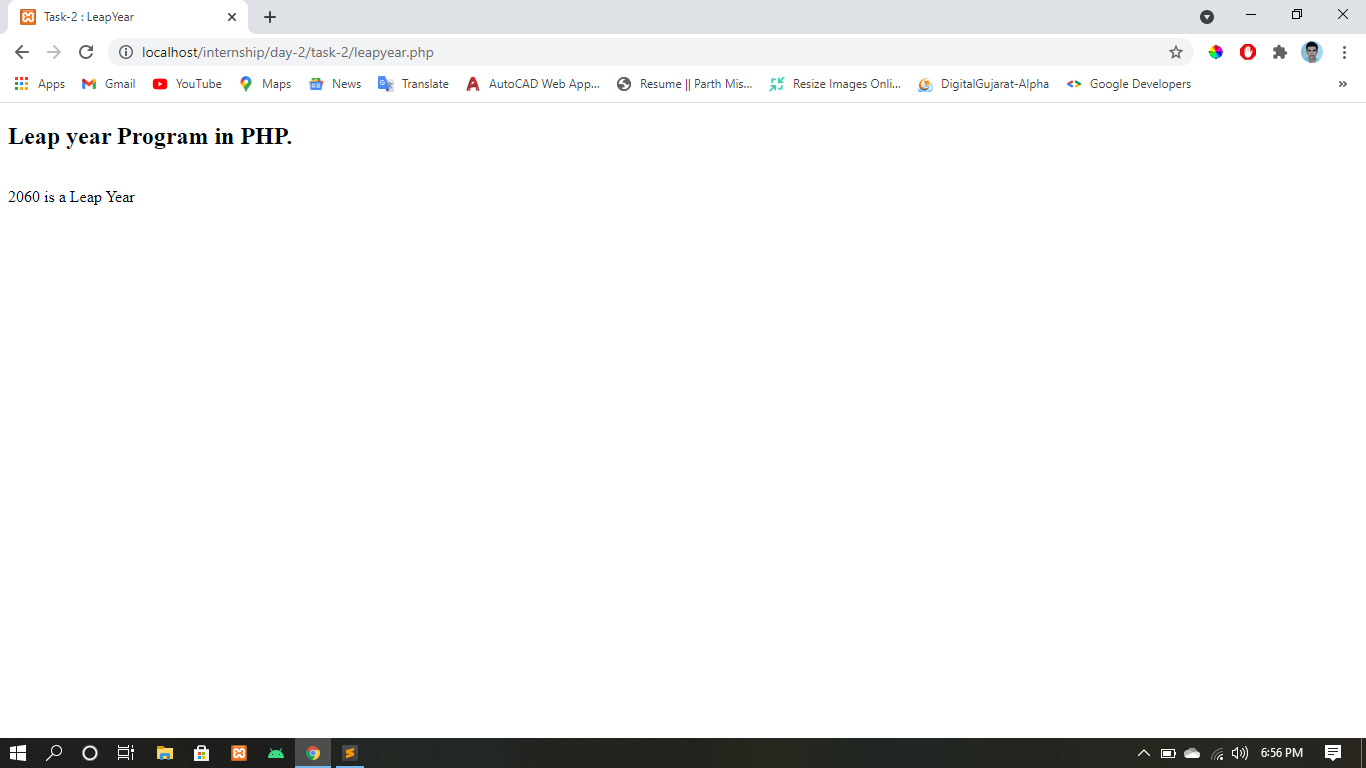 Task-2 : LeapYear
localhost/internship/day-2/task-2/leapyear.php
Apps Gmail YouTube Maps News Translate AutoCAD Web App... Resume || Parth Mis... Resize Images Onli... DigitalGujarat-Alpha Google Developers »
Leap year Program in PHP.
2060 is a Leap Year
6:56 PM